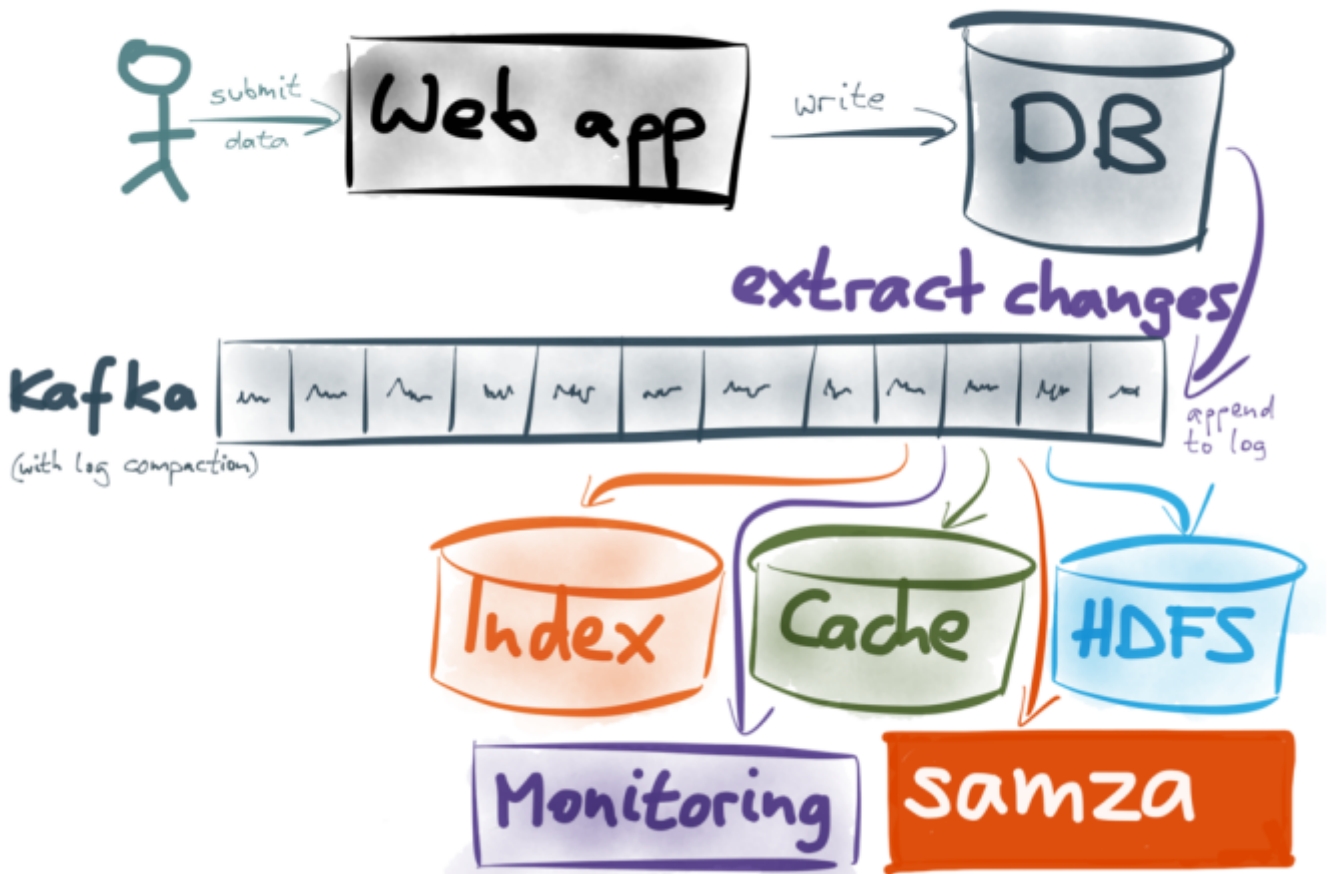 submit
data
Web app
write
DB
extract changes
Kafka
(with log compaction)
append
to log
Index
Cache
HDFS
Monitoring
samza